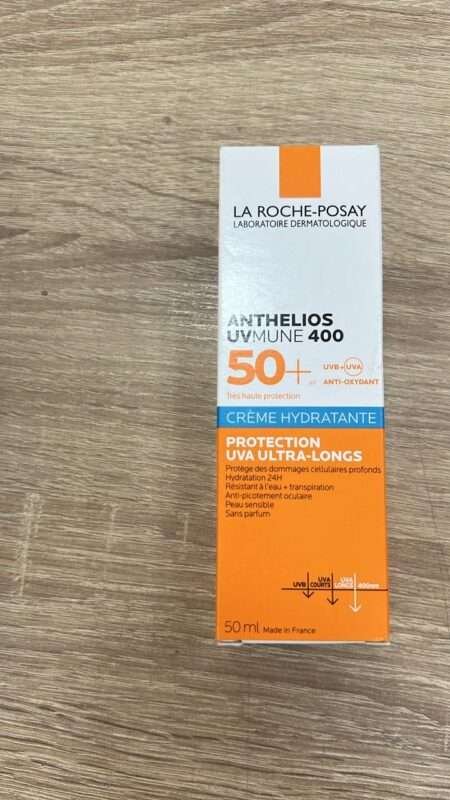 LA ROCHE-POSAY
LABORATOIRE DERMATOLOGIQUE
ANTHELIOS
UVMUNE 400
50+ UVB+UVA
ANTI-OXYDANT
Très haute protection
CRÈME HYDRATANTE
PROTECTION
UVA ULTRA-LONGS
Protège des dommages cellulaires profonds
Hydratation 24H
Résistant à l'eau + transpiration
Anti-picotement oculaire
Peau sensible
Sans parfum
UVB UVA COURTS UVA LONGS 400nm
50 ml Made in France